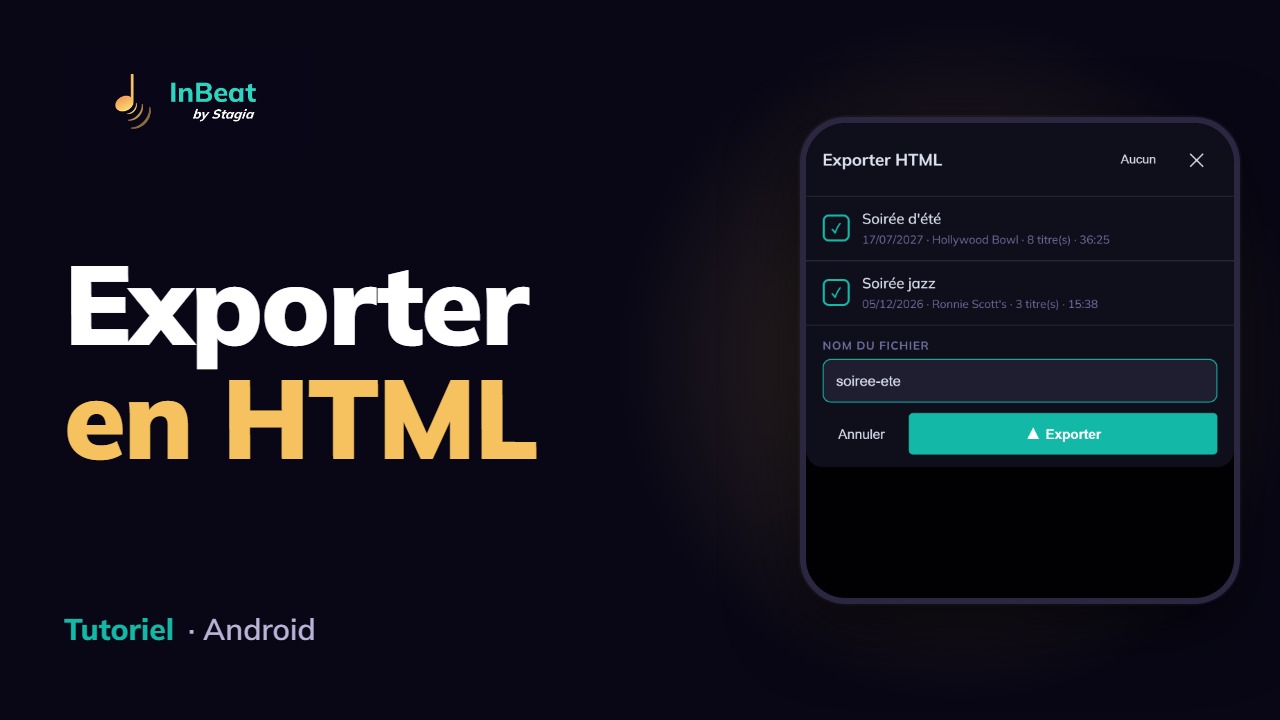 InBeat
by Stagia
Exporter
en HTML
Tutoriel · Android
Exporter HTML
Aucun
Soirée d'été
17/07/2027 · Hollywood Bowl · 8 titre(s) · 36:25
Soirée jazz
05/12/2026 · Ronnie Scott's · 3 titre(s) · 15:38
NOM DU FICHIER
soiree-ete
Annuler
Exporter